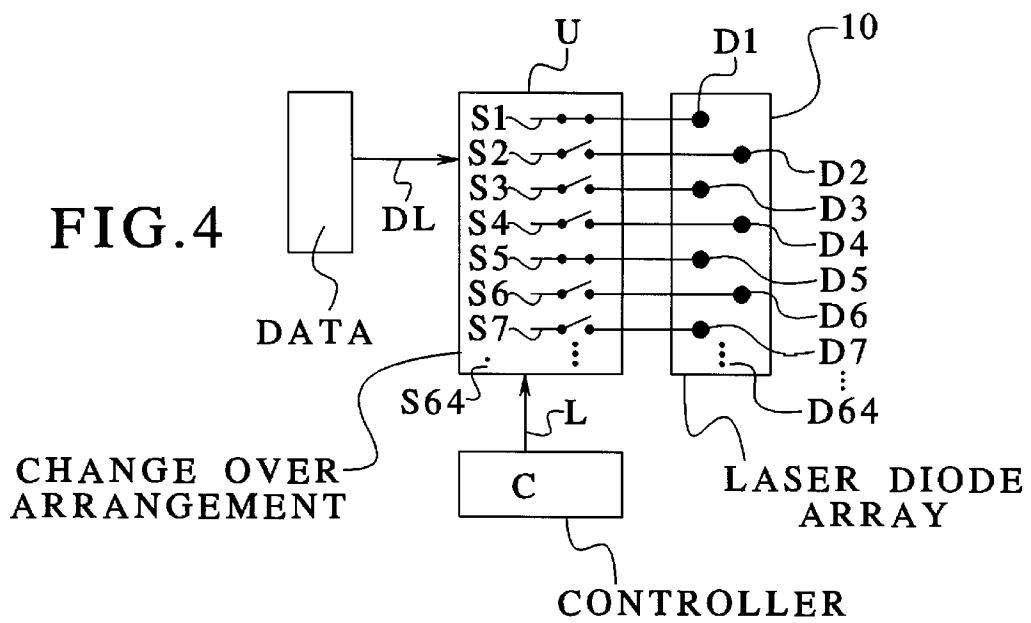 U
D1
10
S1
S2
S3
S4
S5
S6
S7
S64
DL
D2
D3
D4
D5
D6
D7
D64
FIG.4
DATA
L
C
CHANGE OVER
ARRANGEMENT
LASER DIODE
ARRAY
CONTROLLER